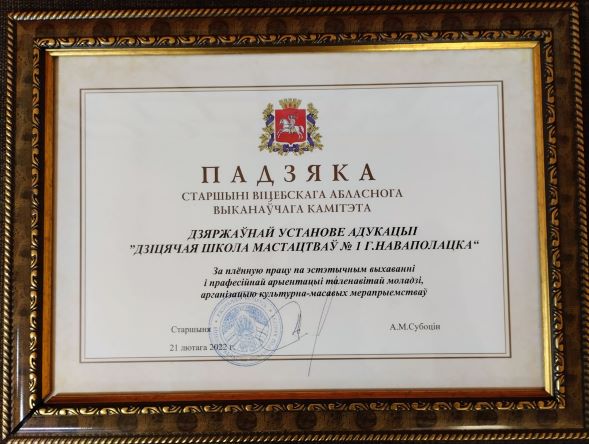 ПАДЗЯКА
СТАРШЫНІ ВІЦЕБСКАГА АБЛАСНОГА
ВЫКАНАЎЧАГА КАМІТЭТА
ДЗЯРЖАЎНАЙ УСТАНОВЕ АДУКАЦЫІ
”ДЗІЦЯЧАЯ ШКОЛА МАСТАЦТВАЎ № 1 Г.НАВАПОЛАЦКА“
За плённую працу па эстэтычным выхаванні
і прафесійнай арыентацыі таленавітай моладзі,
арганізацыю культурна-масавых мерапрыемстваў
Старшыня
А.М.Субоцін
21 лютага 2022 г.